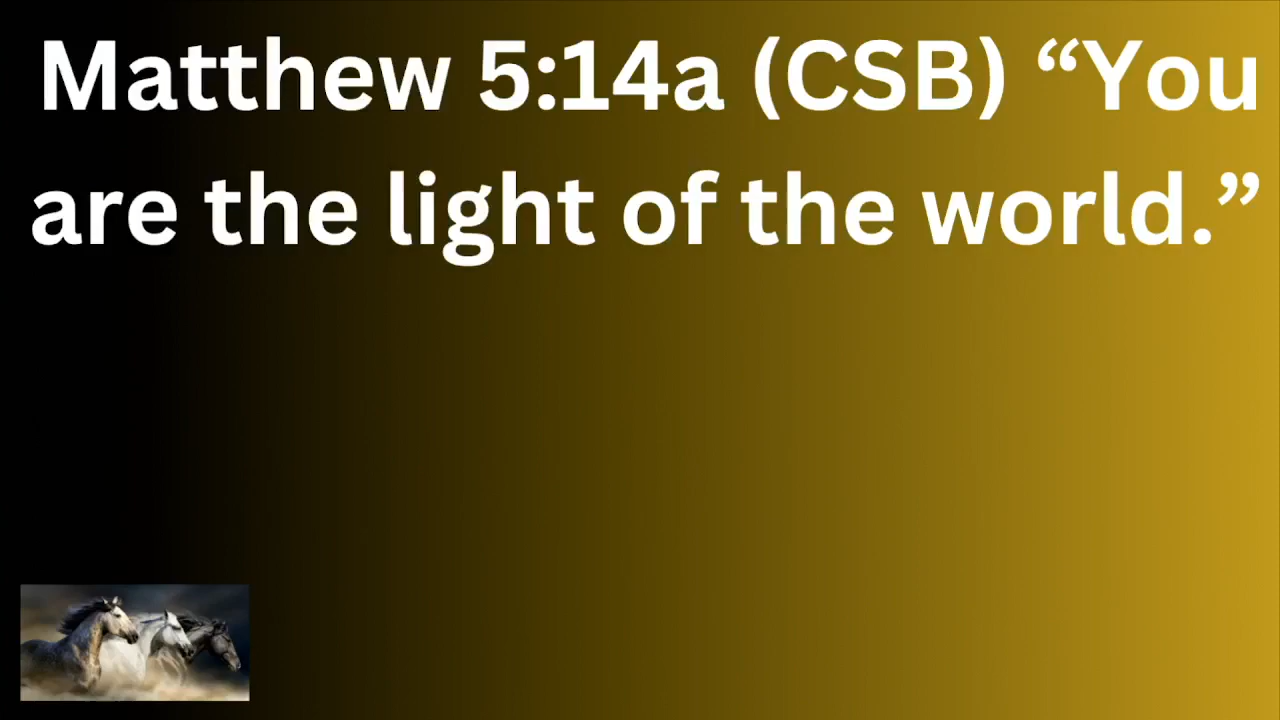 Matthew 5:14a (CSB) “You
are the light of the world.”